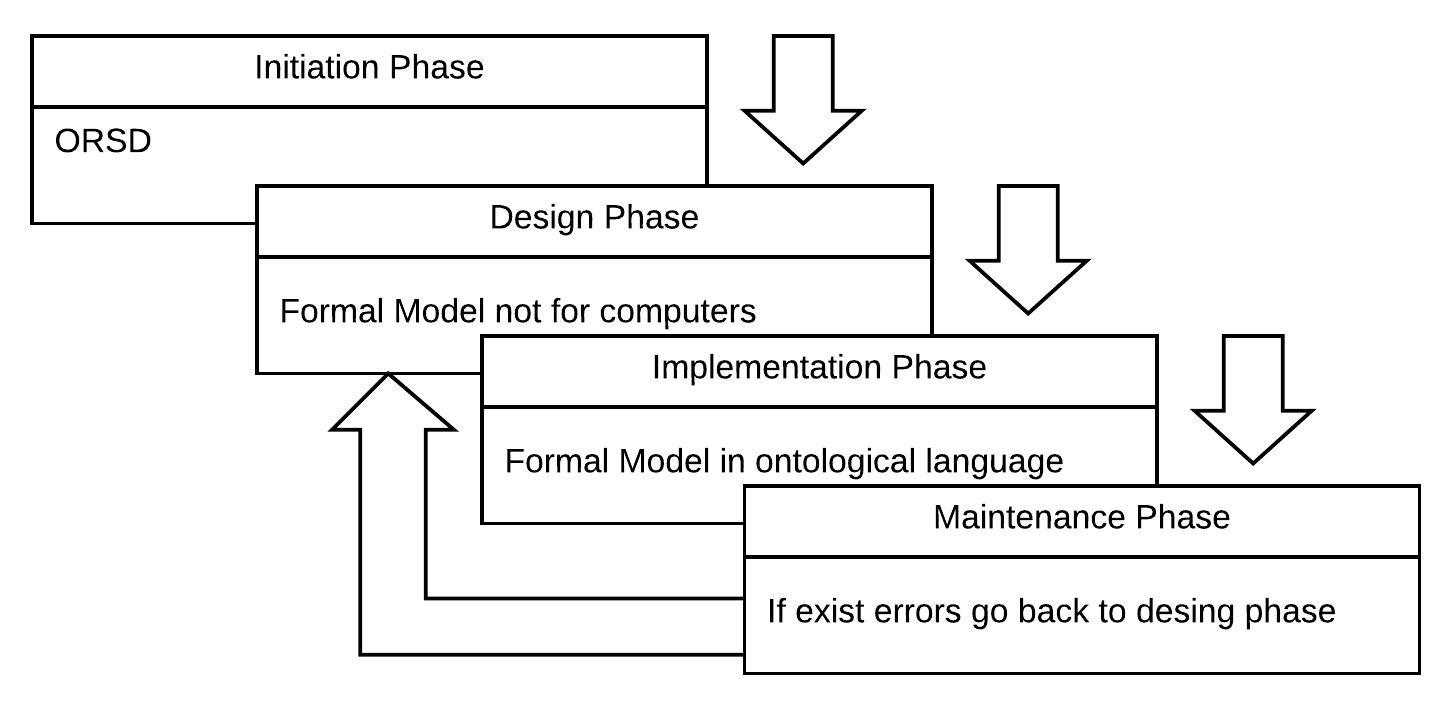 Initiation Phase
ORSD
Design Phase
Formal Model not for computers
Implementation Phase
Formal Model in ontological language
Maintenance Phase
If exist errors go back to desing phase